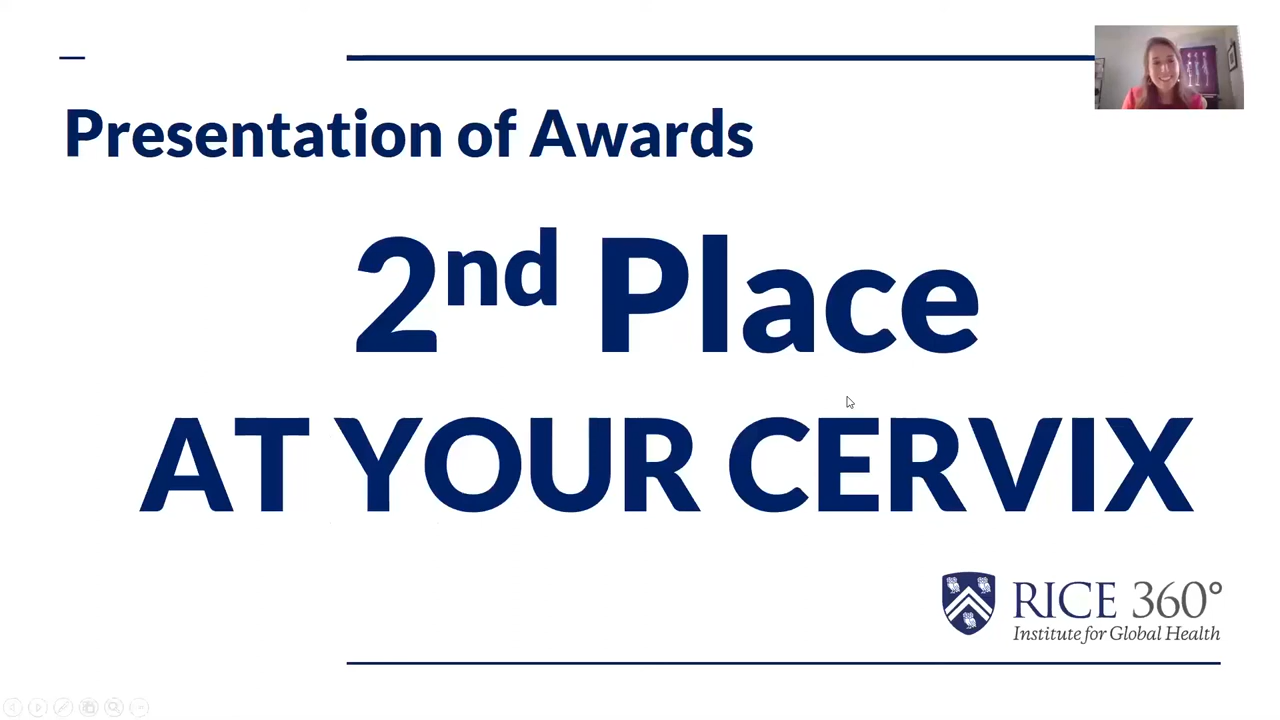 Presentation of Awards
2nd Place
AT YOUR CERVIX
RICE 360°
Institute for Global Health